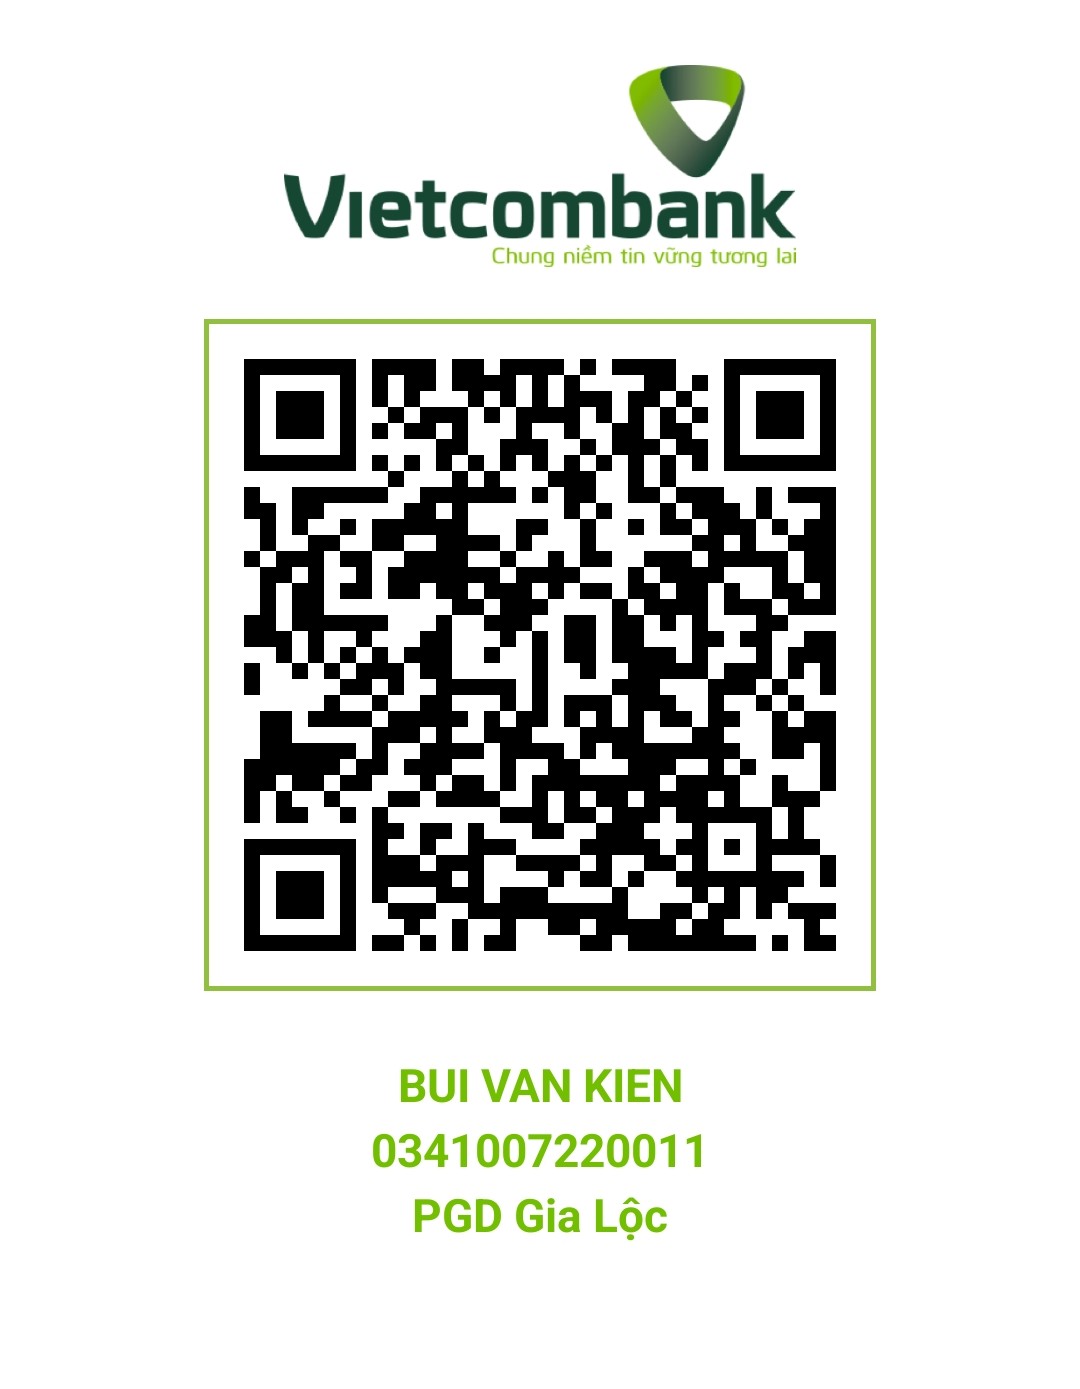 Vietcombank
Chung niềm tin vững tương lai
BUI VAN KIEN
0341007220011
PGD Gia Lộc